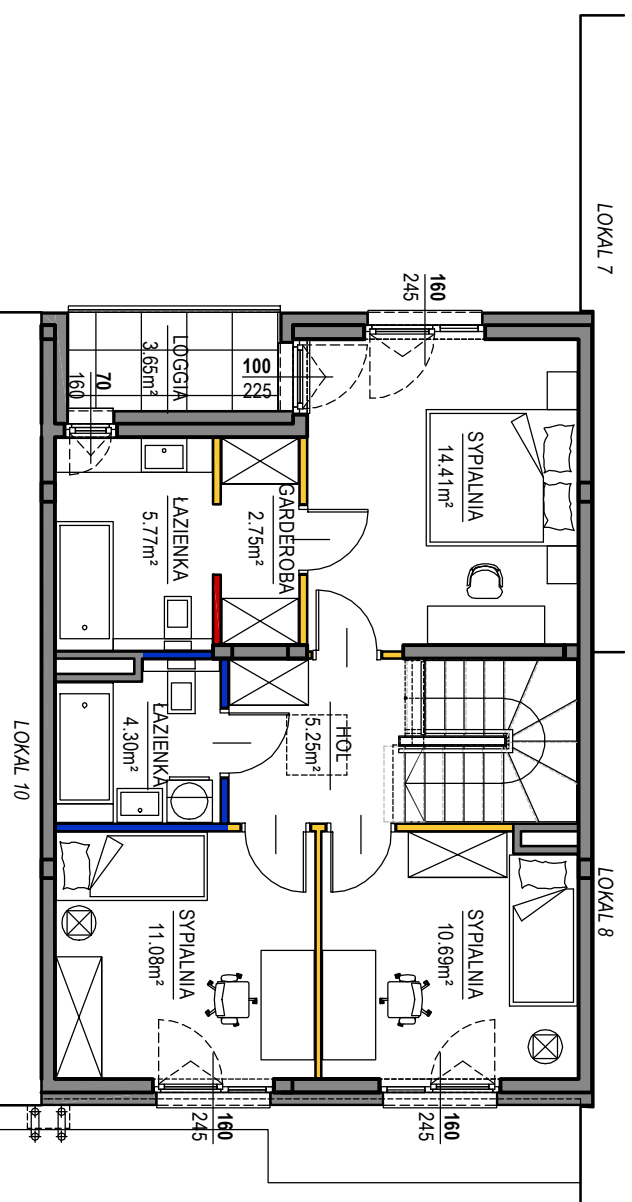 LOKAL 7
160
245
LOGGIA
3.65m²
100
225
70
160
SYPIALNIA
14.41m²
GARDEROBA
2.75m²
ŁAZIENKA
5.77m²
HOL
5.25m²
ŁAZIENKA
4.30m²
LOKAL 10
LOKAL 8
SYPIALNIA
10.69m²
SYPIALNIA
11.08m²
160
245
160
245